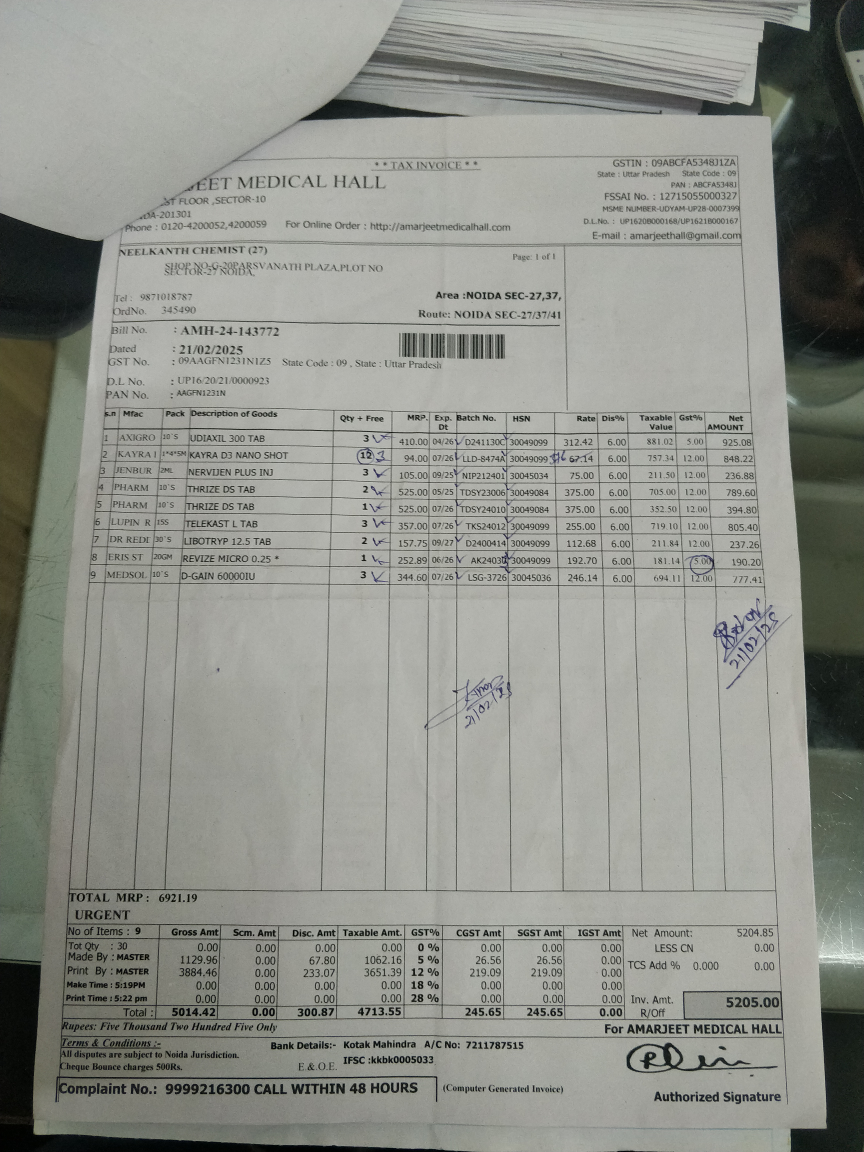 **TAX INVOICE**
JEET MEDICAL HALL
ST FLOOR ,SECTOR-10
DA-201301
Phone : 0120-4200052,4200059 For Online Order : http://amarjeetmedicalhall.com
GSTIN : 09ABCFA5348J1ZA
State : Uttar Pradesh State Code : 09
PAN : ABCFA5348J
FSSAI No. : 12715055000327
MSME NUMBER-UDYAM-UP28-0007399
D.L.No. : UP1620B000168/UP1621B000167
E-mail : amarjeethall@gmail.com
NEELKANTH CHEMIST (27) Page: 1 of 1
SHOP NO-G-20PARSVANATH PLAZA,PLOT NO
SECTOR-27 NOIDA,
Tel : 9871018787 Area :NOIDA SEC-27,37,
OrdNo. 345490 Route: NOIDA SEC-27/37/41
Bill No. : AMH-24-143772
Dated : 21/02/2025
GST No. : 09AAGFN1231N1Z5 State Code : 09 , State : Uttar Pradesh
D.L No. : UP16/20/21/0000923
PAN No. : AAGFN1231N
s.n Mfac Pack Description of Goods Qty + Free MRP. Exp. Dt Batch No. HSN Rate Dis% Taxable Value Gst% Net AMOUNT
1 AXIGRO 10`S UDIAXIL 300 TAB 3 410.00 04/26 D241130C 30049099 312.42 6.00 881.02 5.00 925.08
2 KAYRA I 1*4*5M KAYRA D3 NANO SHOT 12 3 94.00 07/26 LLD-8474A 30049099 67.14 6.00 757.34 12.00 848.22
3 JENBUR 2ML NERVIJEN PLUS INJ 3 105.00 09/25 NIP212401 30045034 75.00 6.00 211.50 12.00 236.88
4 PHARM 10`S THRIZE DS TAB 2 525.00 05/25 TDSY23006 30049084 375.00 6.00 705.00 12.00 789.60
5 PHARM 10`S THRIZE DS TAB 1 525.00 07/26 TDSY24010 30049084 375.00 6.00 352.50 12.00 394.80
6 LUPIN R 15S TELEKAST L TAB 3 357.00 07/26 TKS24012 30049099 255.00 6.00 719.10 12.00 805.40
7 DR REDI 30`S LIBOTRYP 12.5 TAB 2 157.75 09/27 D2400414 30049099 112.68 6.00 211.84 12.00 237.26
8 ERIS ST 20GM REVIZE MICRO 0.25 * 1 252.89 06/26 30049099 192.70 6.00 181.14 5.00 190.20
9 MEDSOL 10`S D-GAIN 60000IU 3 344.60 07/26 LSG-3726 30045036 246.14 6.00 694.11 12.00 777.41
21/02/25
21/02/25
TOTAL MRP : 6921.19
URGENT
No of Items : 9 Gross Amt Scm. Amt Disc. Amt Taxable Amt. GST% CGST Amt SGST Amt IGST Amt Net Amount: 5204.85
Tot Qty : 30 0.00 0.00 0.00 0.00 0 % 0.00 0.00 0.00 LESS CN 0.00
Made By : MASTER 1129.96 0.00 67.80 1062.16 5 % 26.56 26.56 0.00 TCS Add % 0.000 0.00
Print By : MASTER 3884.46 0.00 233.07 3651.39 12 % 219.09 219.09 0.00
Make Time : 5:19PM 0.00 0.00 0.00 0.00 18 % 0.00 0.00 0.00
Print Time : 5:22 pm 0.00 0.00 0.00 0.00 28 % 0.00 0.00 0.00 Inv. Amt. 5205.00
Total : 5014.42 0.00 300.87 4713.55 245.65 245.65 0.00 R/Off
Rupees: Five Thousand Two Hundred Five Only For AMARJEET MEDICAL HALL
Terms & Conditions :- Bank Details:- Kotak Mahindra A/C No: 7211787515
All disputes are subject to Noida Jurisdiction. IFSC :kkbk0005033
Cheque Bounce charges 500Rs. E.&O.E.
Complaint No.: 9999216300 CALL WITHIN 48 HOURS (Computer Generated Invoice)
Authorized Signature